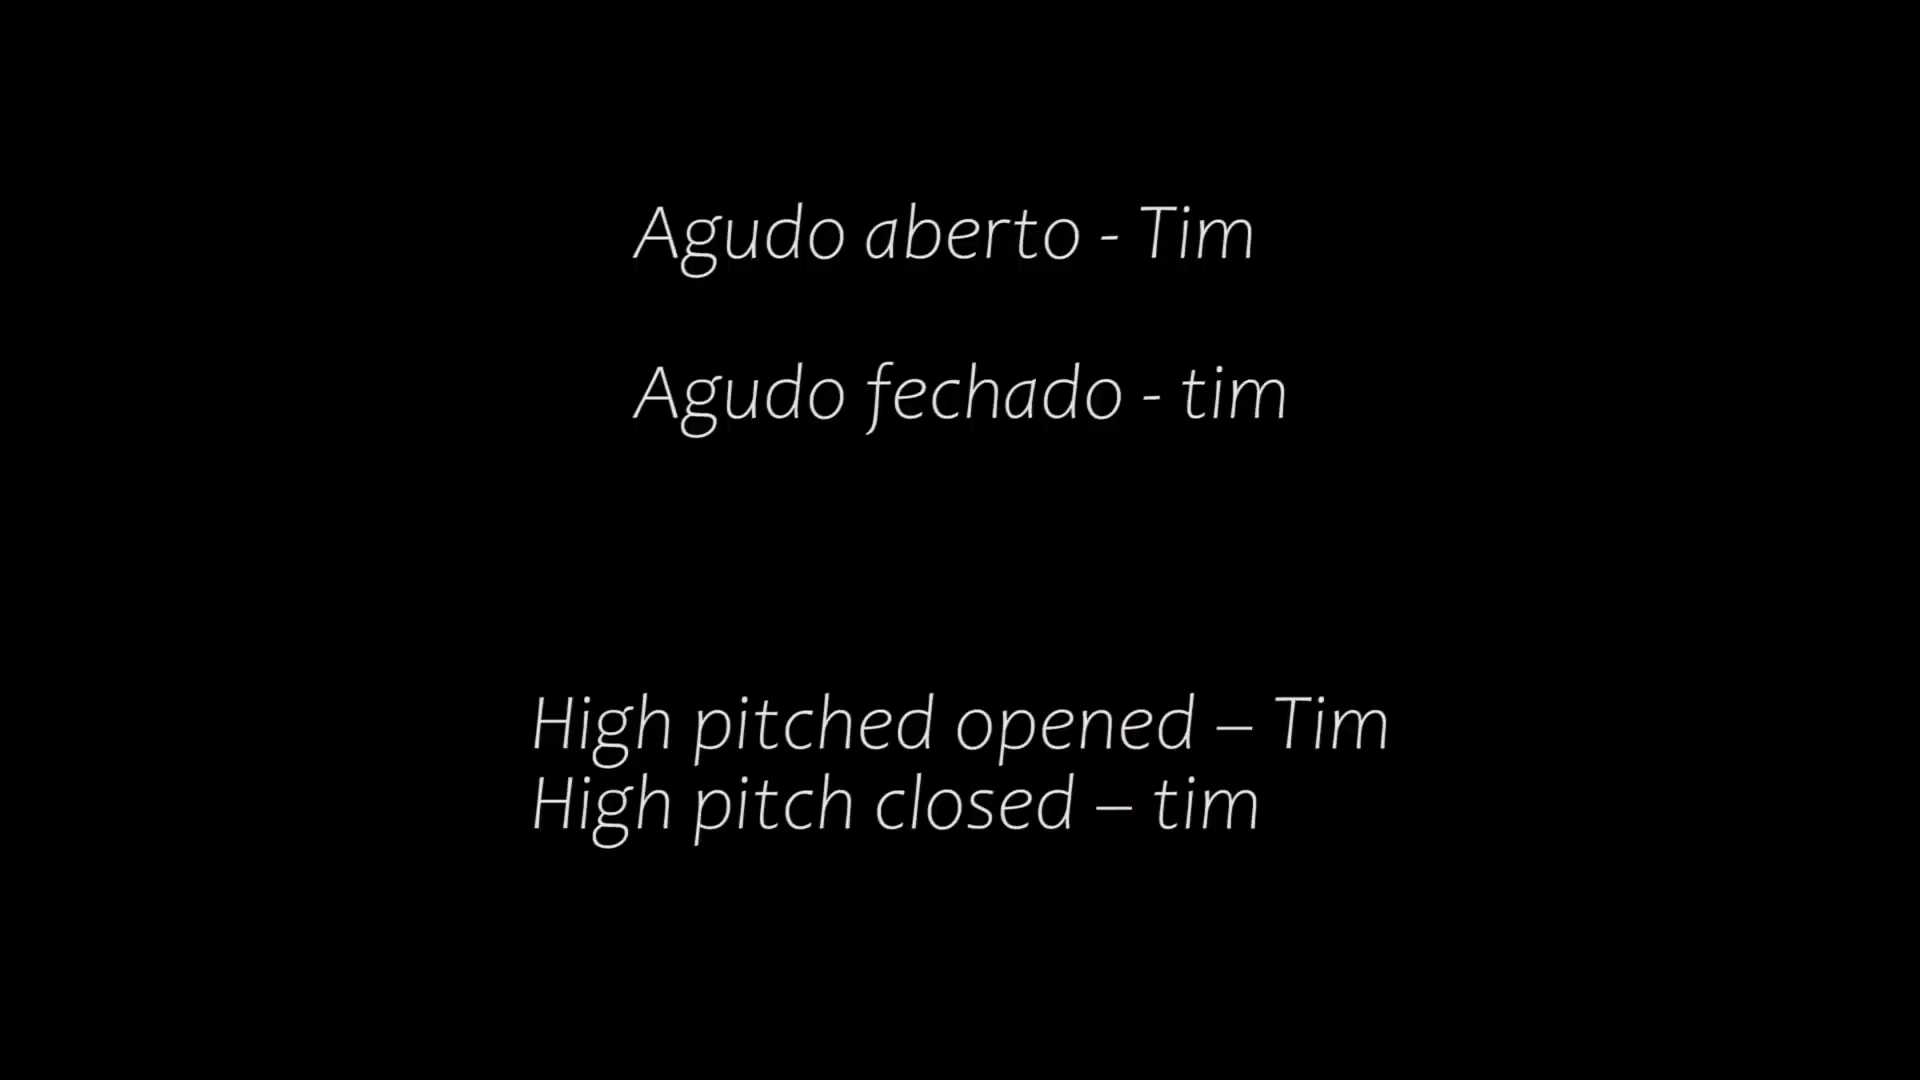 Agudo aberto - Tim
Agudo fechado - tim
High pitched opened – Tim
High pitch closed – tim